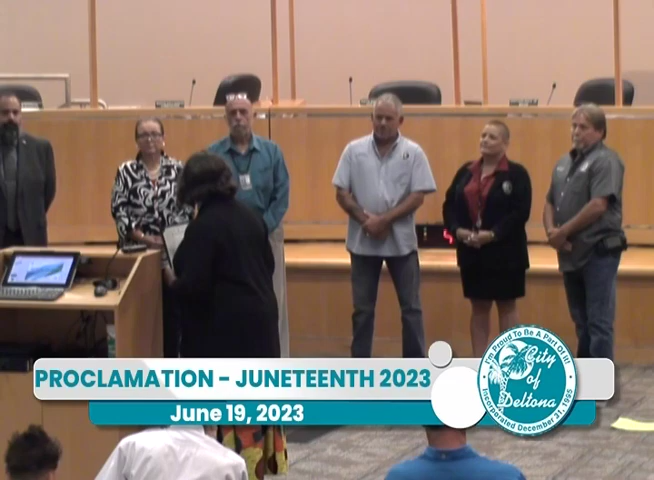 PROCLAMATION - JUNETEENTH 2023
June 19, 2023
"I'm Proud To Be A Part Of It!"
City
of
Deltona
Incorporated December 31, 1995